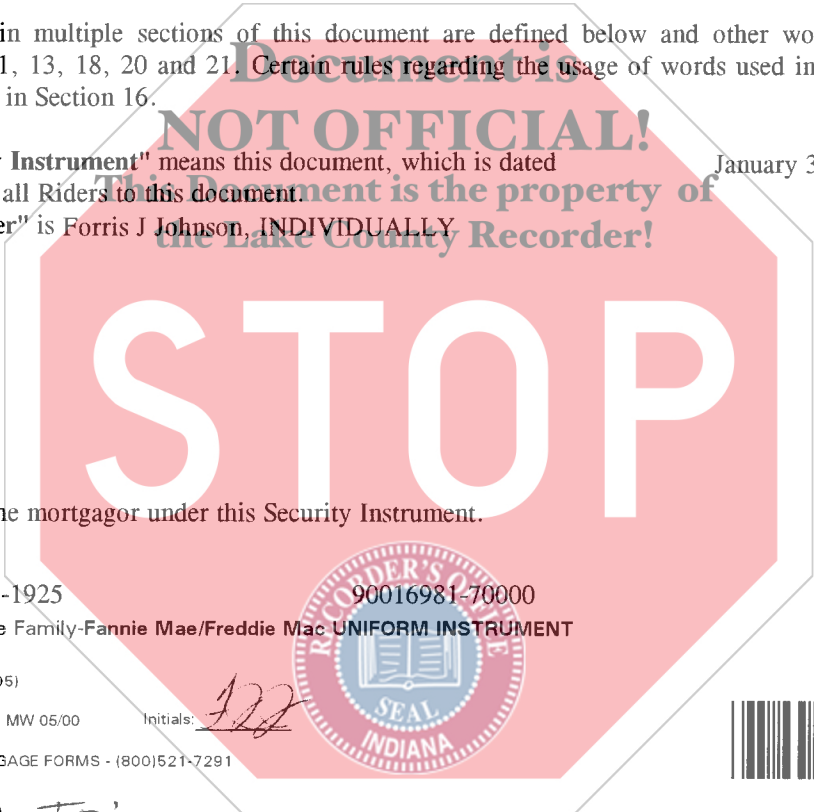 in multiple sections of this document are defined below and other wo
1, 13, 18, 20 and 21. Certain rules regarding the usage of words used in
in Section 16.
Document is
NOT OFFICIAL!
This Document is the property of
the Lake County Recorder!
Instrument" means this document, which is dated January 3
all Riders to this document.
er" is Forris J Johnson, INDIVIDUALLY
STOP
he mortgagor under this Security Instrument.
-1925 90016981-70000
e Family-Fannie Mae/Freddie Mac UNIFORM INSTRUMENT
RECORDER'S OFFICE
SEAL
INDIANA
MW 05/00 Initials:
GAGE FORMS - (800)521-7291